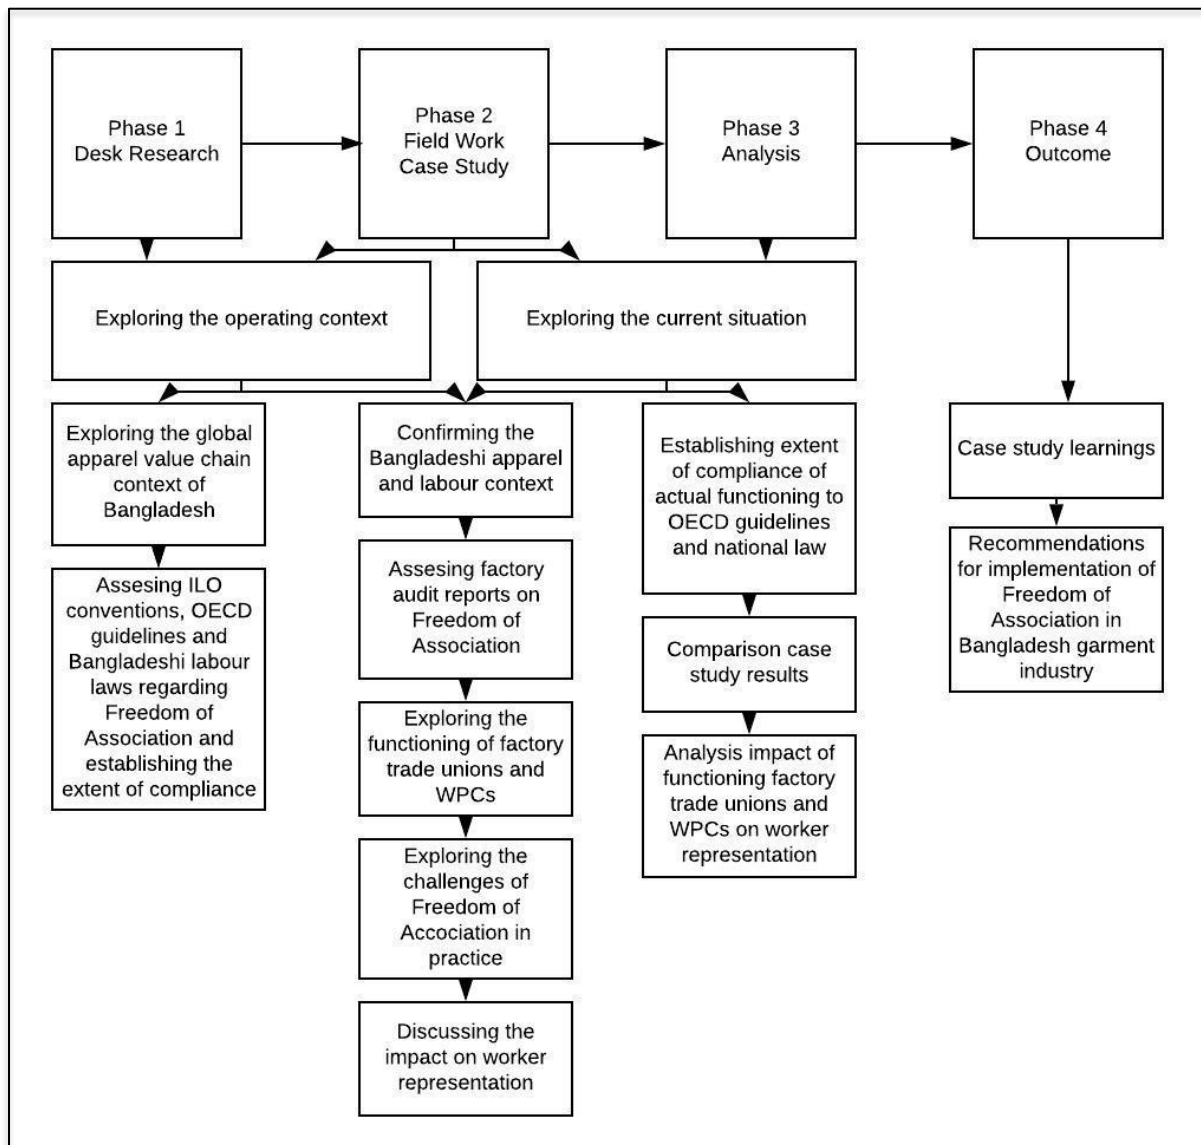 Phase 1
Desk Research
Phase 2
Field Work
Case Study
Phase 3
Analysis
Phase 4
Outcome
Exploring the operating context
Exploring the current situation
Exploring the global
apparel value chain
context of
Bangladesh
Assesing ILO
conventions, OECD
guidelines and
Bangladeshi labour
laws regarding
Freedom of
Association and
establishing the
extent of compliance
Confirming the
Bangladeshi apparel
and labour context
Assesing factory
audit reports on
Freedom of
Association
Exploring the
functioning of factory
trade unions and
WPCs
Exploring the
challenges of
Freedom of
Accociation in
practice
Discussing the
impact on worker
representation
Establishing extent
of compliance of
actual functioning to
OECD guidelines
and national law
Comparison case
study results
Analysis impact of
functioning factory
trade unions and
WPCs on worker
representation
Case study learnings
Recommendations
for implementation of
Freedom of
Association in
Bangladesh garment
industry